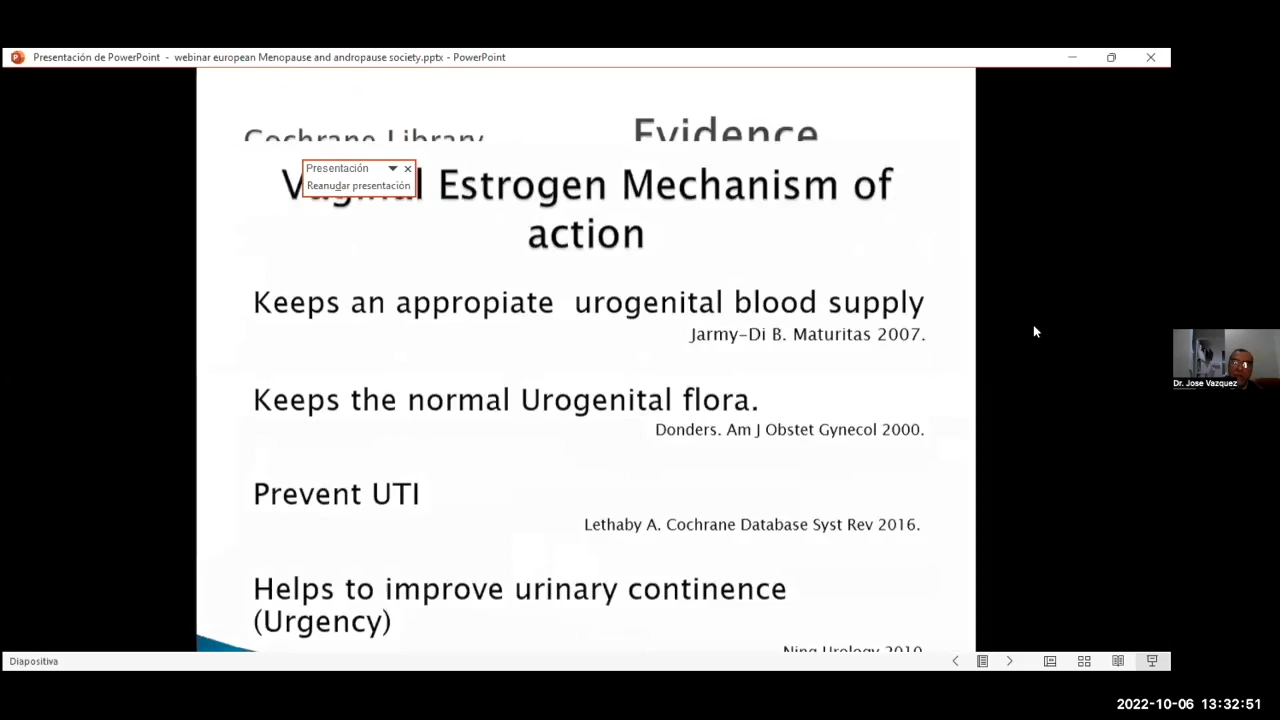 Presentación de PowerPoint - webinar european Menopause and andropause society.pptx - PowerPoint
Cochrane Library
Evidence
Presentación
Reanudar presentación
Vaginal Estrogen Mechanism of
action
Keeps an appropiate urogenital blood supply
Jarmy-Di B. Maturitas 2007.
Keeps the normal Urogenital flora.
Donders. Am J Obstet Gynecol 2000.
Prevent UTI
Lethaby A. Cochrane Database Syst Rev 2016.
Helps to improve urinary continence
(Urgency)
Ning Urology 2010
Dr. Jose Vazquez
Diapositiva
2022-10-06 13:32:51